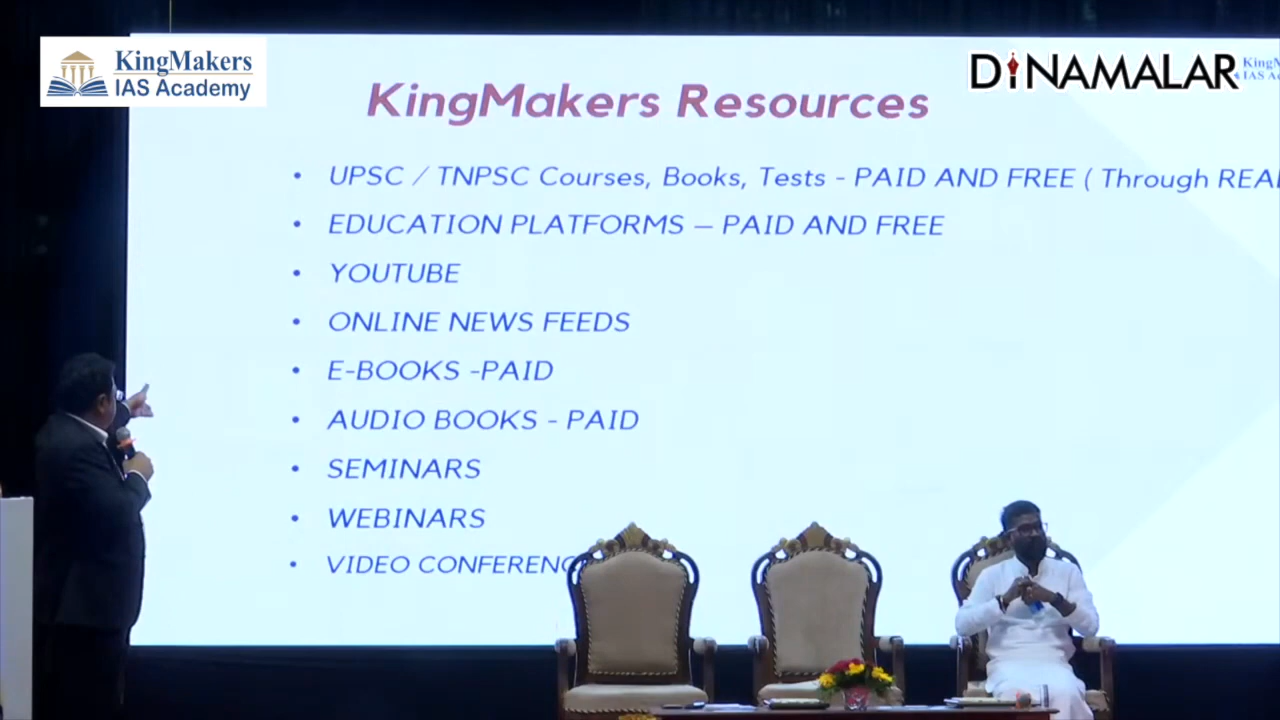 KingMakers
IAS Academy
DINAMALAR
KingMakers Resources
• UPSC / TNPSC Courses, Books, Tests - PAID AND FREE ( Through
• EDUCATION PLATFORMS – PAID AND FREE
• YOUTUBE
• ONLINE NEWS FEEDS
• E-BOOKS -PAID
• AUDIO BOOKS - PAID
• SEMINARS
• WEBINARS
• VIDEO